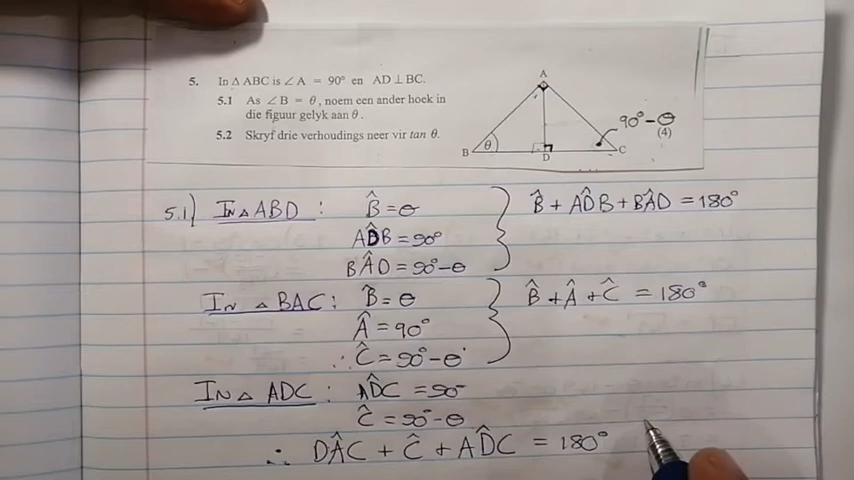 5. In △ ABC is ∠ A = 90° en AD ⊥ BC.
5.1 As ∠B = θ, noem een ander hoek in
die figuur gelyk aan θ.
5.2 Skryf drie verhoudings neer vir tan θ.
(4)
A
B
θ
D
C
90° - θ
5.1) In △ ABD : B̂ = θ
AD̂B = 90°
BÂD = 90° - θ
B̂ + AD̂B + BÂD = 180°
In △ BAC : B̂ = θ
Â = 90°
∴ Ĉ = 90° - θ
B̂ + Â + Ĉ = 180°
In △ ADC : AD̂C = 90°
Ĉ = 90° - θ
∴ DÂC + Ĉ + AD̂C = 180°